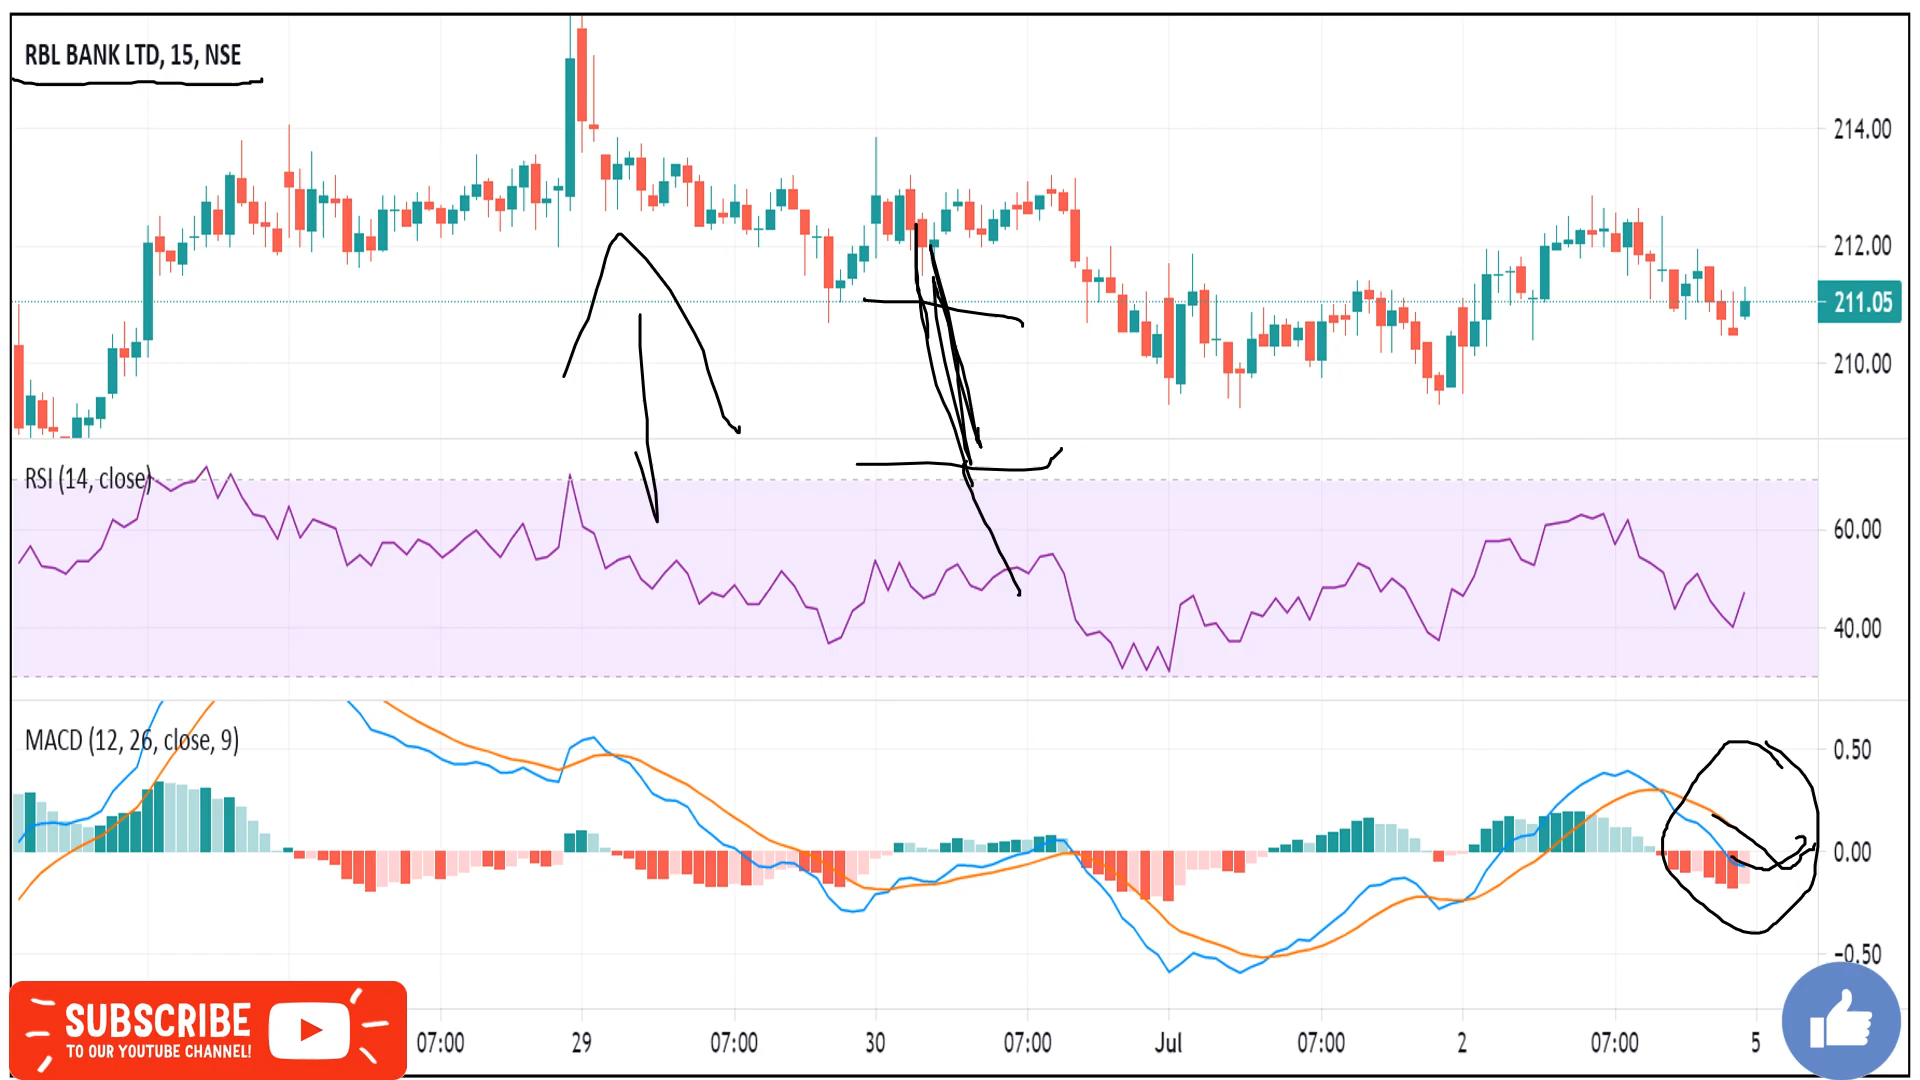 RBL BANK LTD, 15, NSE
214.00
212.00
211.05
210.00
RSI (14, close)
60.00
40.00
MACD (12, 26, close, 9)
0.50
0.00
-0.50
SUBSCRIBE
TO OUR YOUTUBE CHANNEL!
07:00 29 07:00 30 07:00 Jul 07:00 2 07:00 5